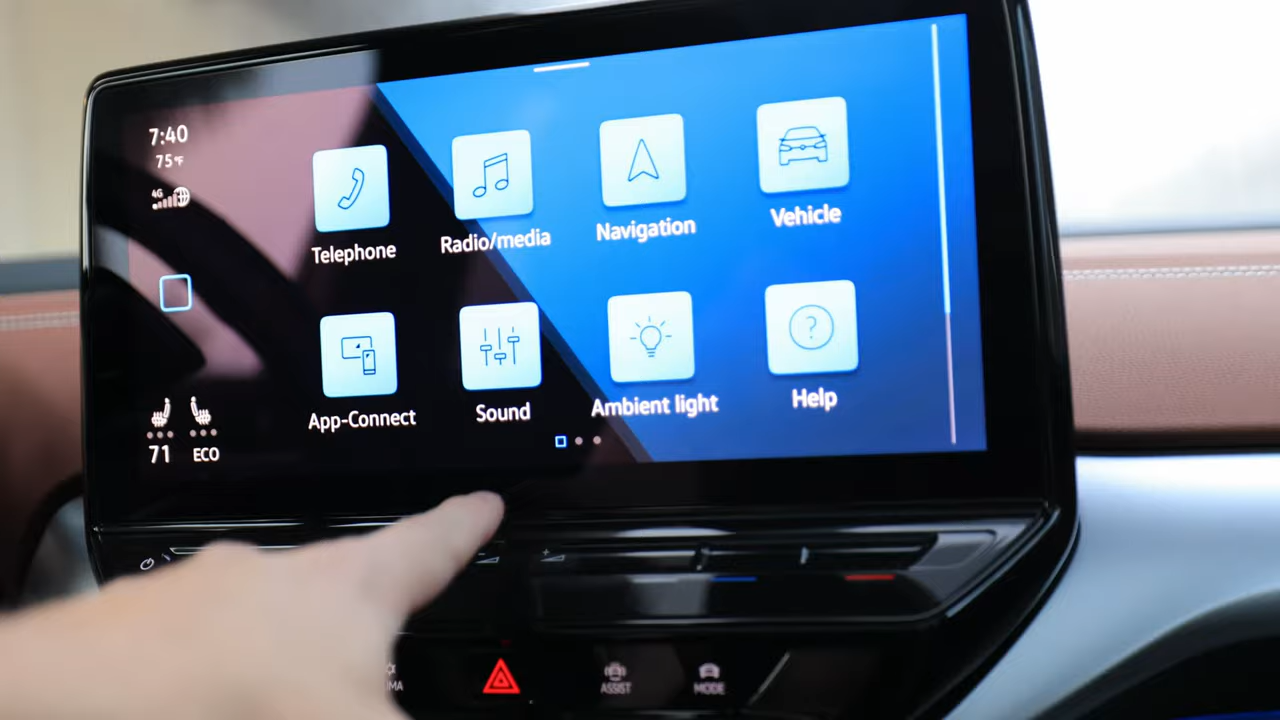 7:40
75°F
4G
Telephone
Radio/media
Navigation
Vehicle
App-Connect
Sound
Ambient light
Help
71
ECO
ASSIST
MODE